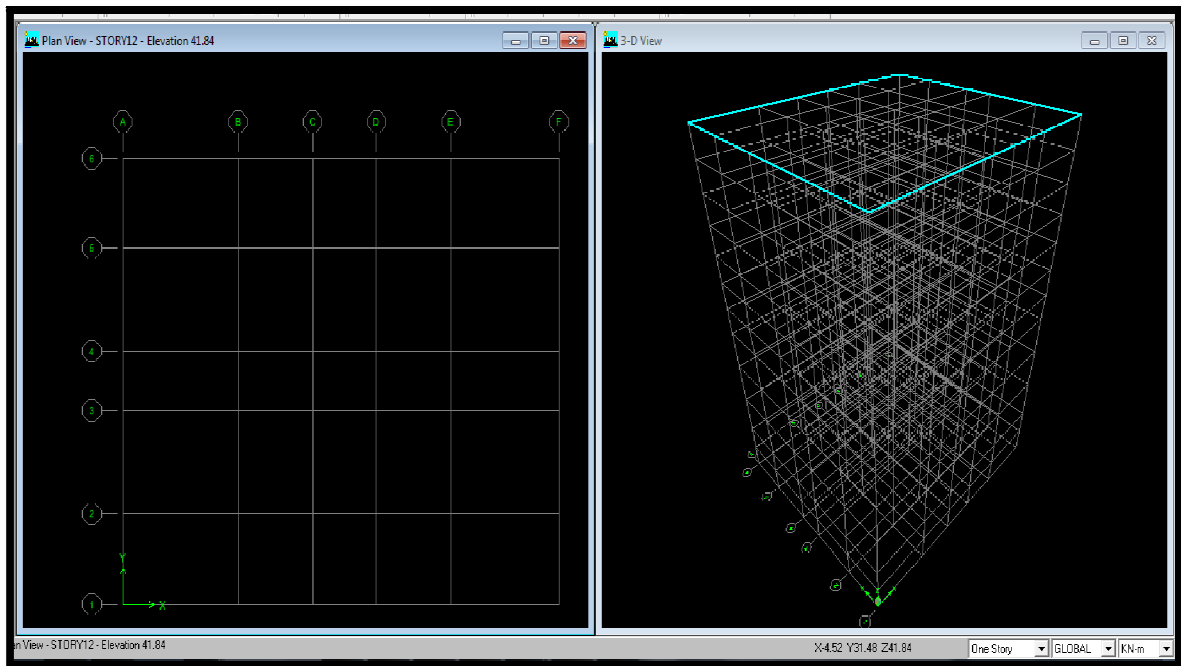 Plan View - STORY12 - Elevation 41.84
3-D View
A B C D E F
6
5
4
3
2
1
Y
X
n View - STORY12 - Elevation 41.84
X-4.52 Y31.48 Z41.84
One Story
GLOBAL
KN-m